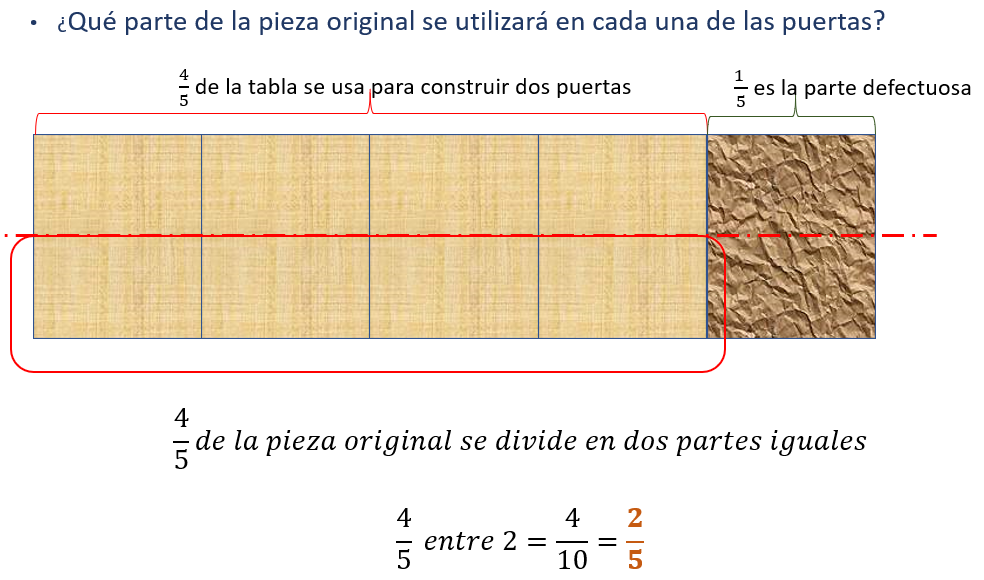 • ¿Qué parte de la pieza original se utilizará en cada una de las puertas?
4/5 de la tabla se usa para construir dos puertas
1/5 es la parte defectuosa
4/5 de la pieza original se divide en dos partes iguales
4/5 entre 2 = 4/10 = 2/5